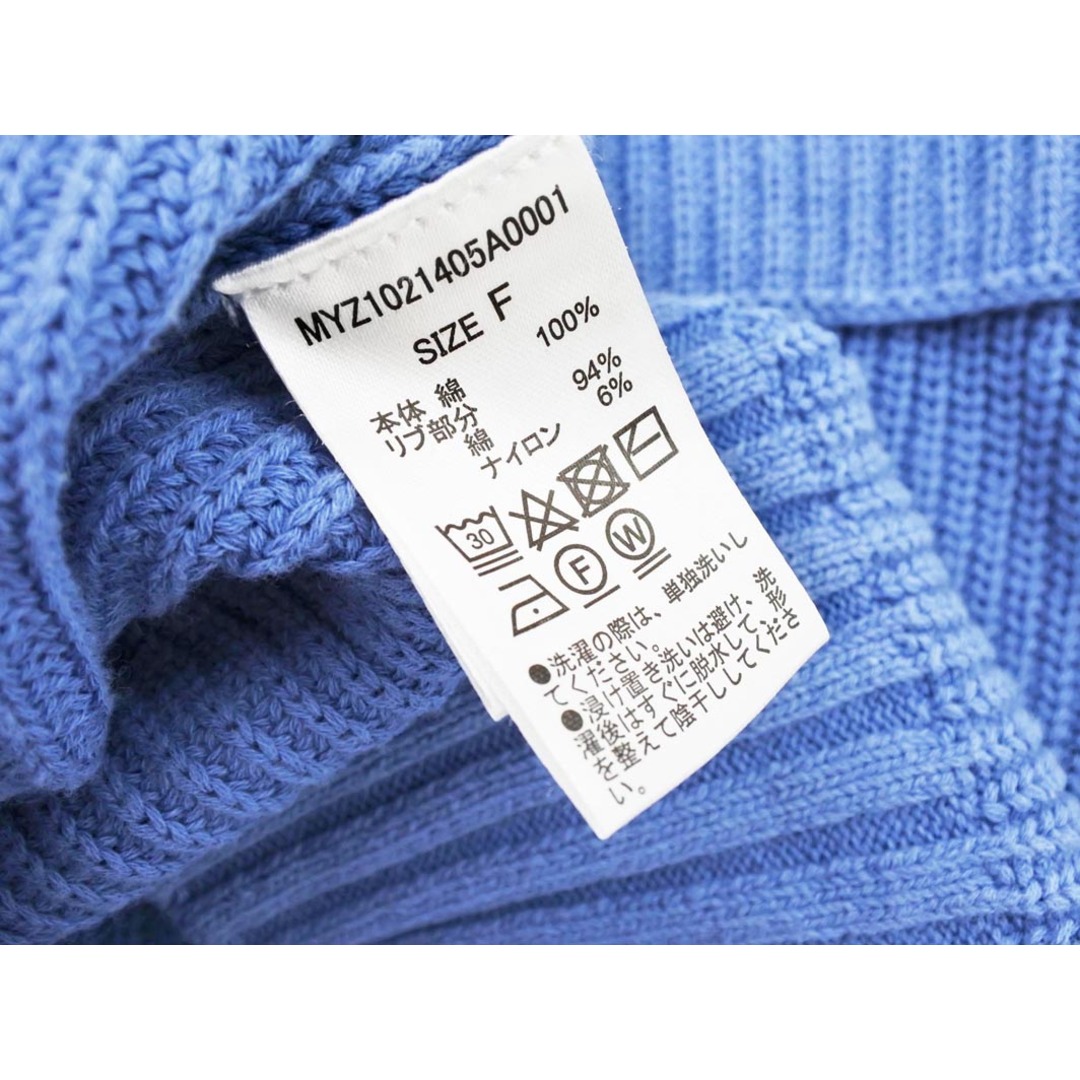 MYZ1021405A0001
SIZE F
本体 綿 100%
リブ部分
綿 94%
ナイロン 6%
30
F W
●洗濯の際は、単独洗いし
てください。
●浸け置き洗いは避け、洗
濯後はすぐに脱水して、形
を整えて陰干ししてくださ
い。